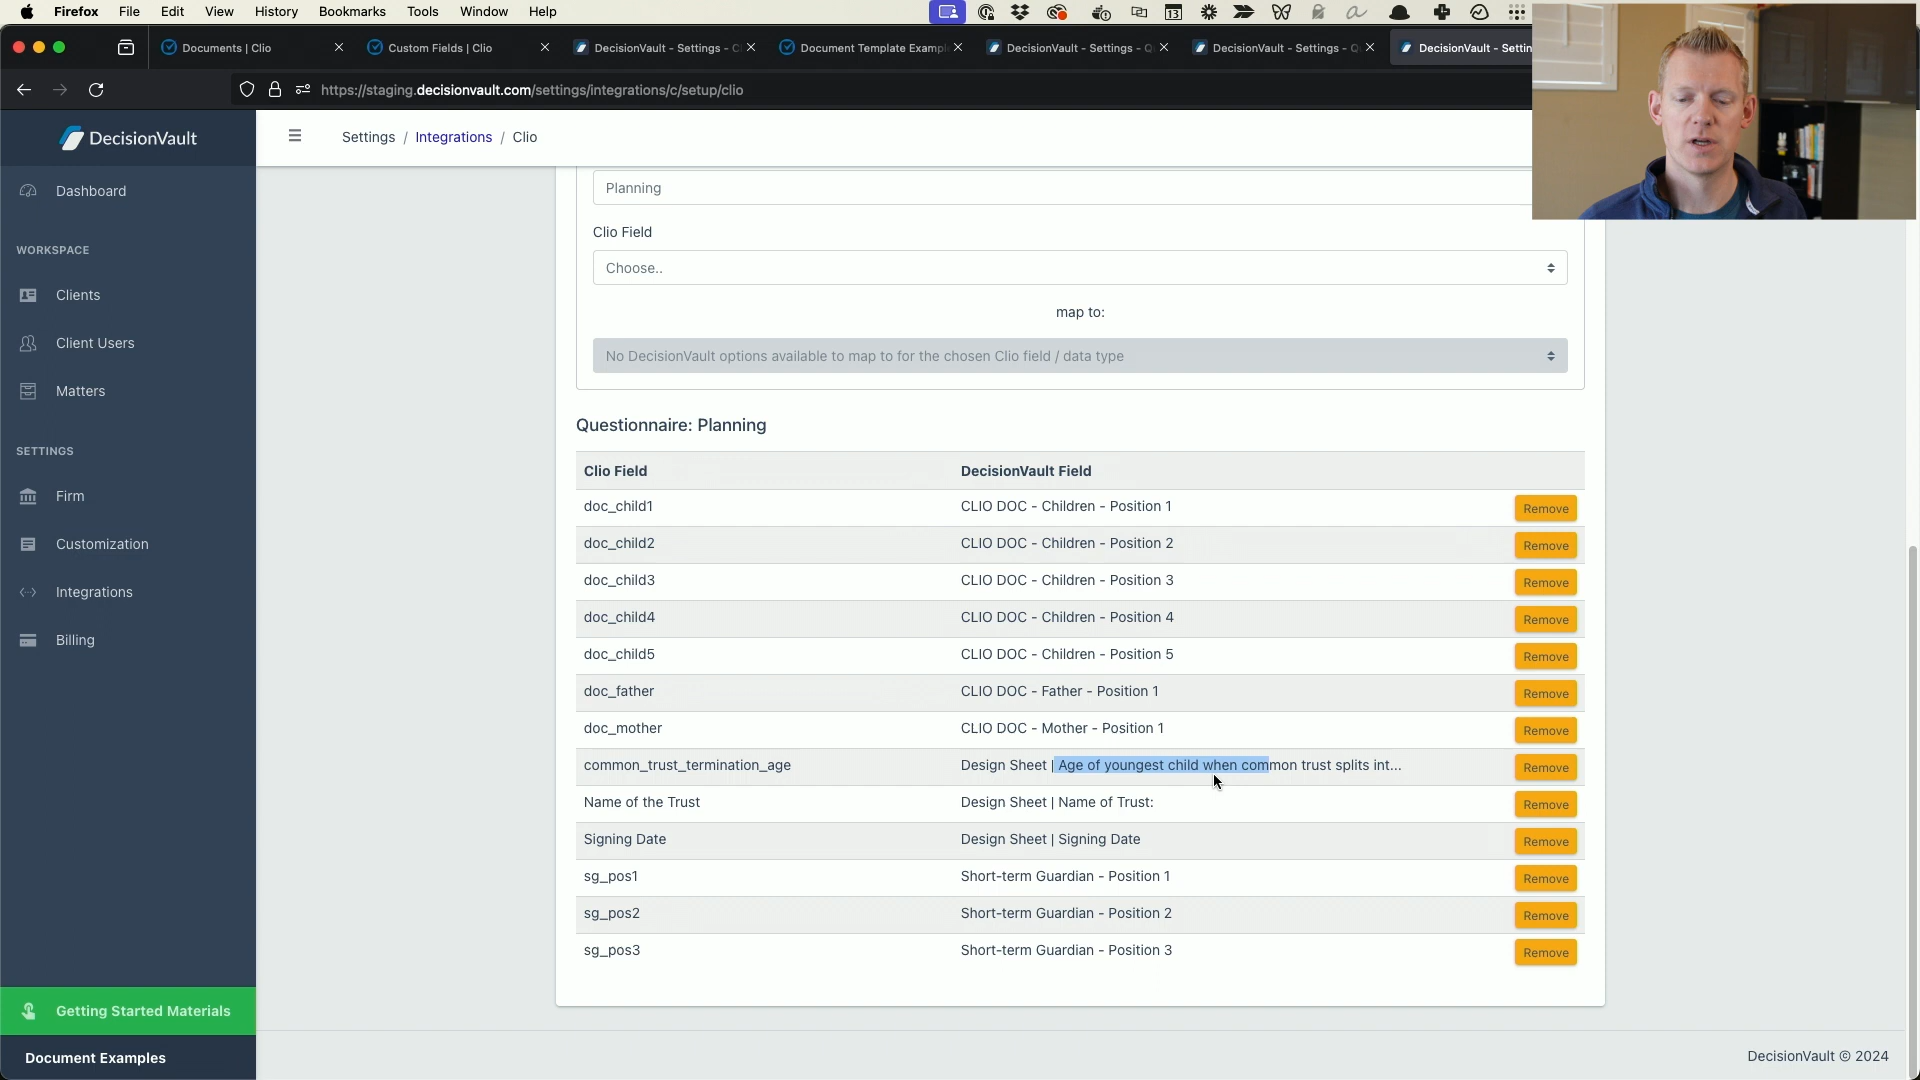 Firefox File Edit View History Bookmarks Tools Window Help
Documents | Clio
Custom Fields | Clio
DecisionVault - Settings - C
Document Template Exampl
DecisionVault - Settings - Q
DecisionVault - Settings - Q
DecisionVault - Settin
https://staging.decisionvault.com/settings/integrations/c/setup/clio
DecisionVault
Settings / Integrations / Clio
Dashboard
WORKSPACE
Clients
Client Users
Matters
SETTINGS
Firm
Customization
Integrations
Billing
Getting Started Materials
Document Examples
Planning
Clio Field
Choose..
map to:
No DecisionVault options available to map to for the chosen Clio field / data type
Questionnaire: Planning
Clio Field DecisionVault Field
doc_child1 CLIO DOC - Children - Position 1 Remove
doc_child2 CLIO DOC - Children - Position 2 Remove
doc_child3 CLIO DOC - Children - Position 3 Remove
doc_child4 CLIO DOC - Children - Position 4 Remove
doc_child5 CLIO DOC - Children - Position 5 Remove
doc_father CLIO DOC - Father - Position 1 Remove
doc_mother CLIO DOC - Mother - Position 1 Remove
common_trust_termination_age Design Sheet | Age of youngest child when common trust splits int... Remove
Name of the Trust Design Sheet | Name of Trust: Remove
Signing Date Design Sheet | Signing Date Remove
sg_pos1 Short-term Guardian - Position 1 Remove
sg_pos2 Short-term Guardian - Position 2 Remove
sg_pos3 Short-term Guardian - Position 3 Remove
DecisionVault © 2024